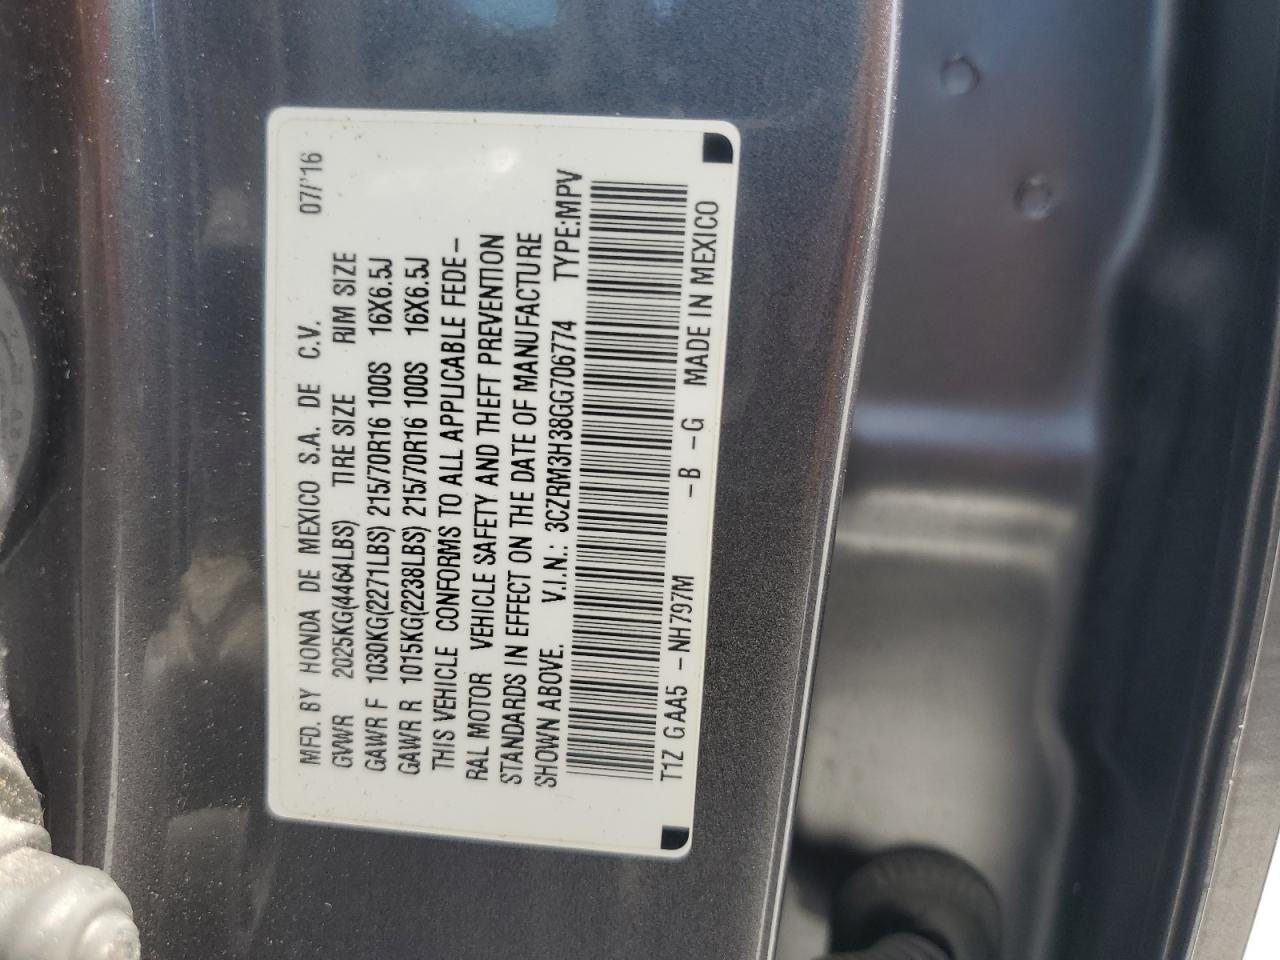 MFD. BY HONDA DE MEXICO S.A. DE C.V. 07/'16
GVWR 2025KG(4464LBS) TIRE SIZE RIM SIZE
GAWR F 1030KG(2271LBS) 215/70R16 100S 16X6.5J
GAWR R 1015KG(2238LBS) 215/70R16 100S 16X6.5J
THIS VEHICLE CONFORMS TO ALL APPLICABLE FEDE-
RAL MOTOR VEHICLE SAFETY AND THEFT PREVENTION
STANDARDS IN EFFECT ON THE DATE OF MANUFACTURE
SHOWN ABOVE. V.I.N.: 3CZRM3H38GG706774 TYPE:MPV
T1Z G AA5 -NH797M -B -G MADE IN MEXICO